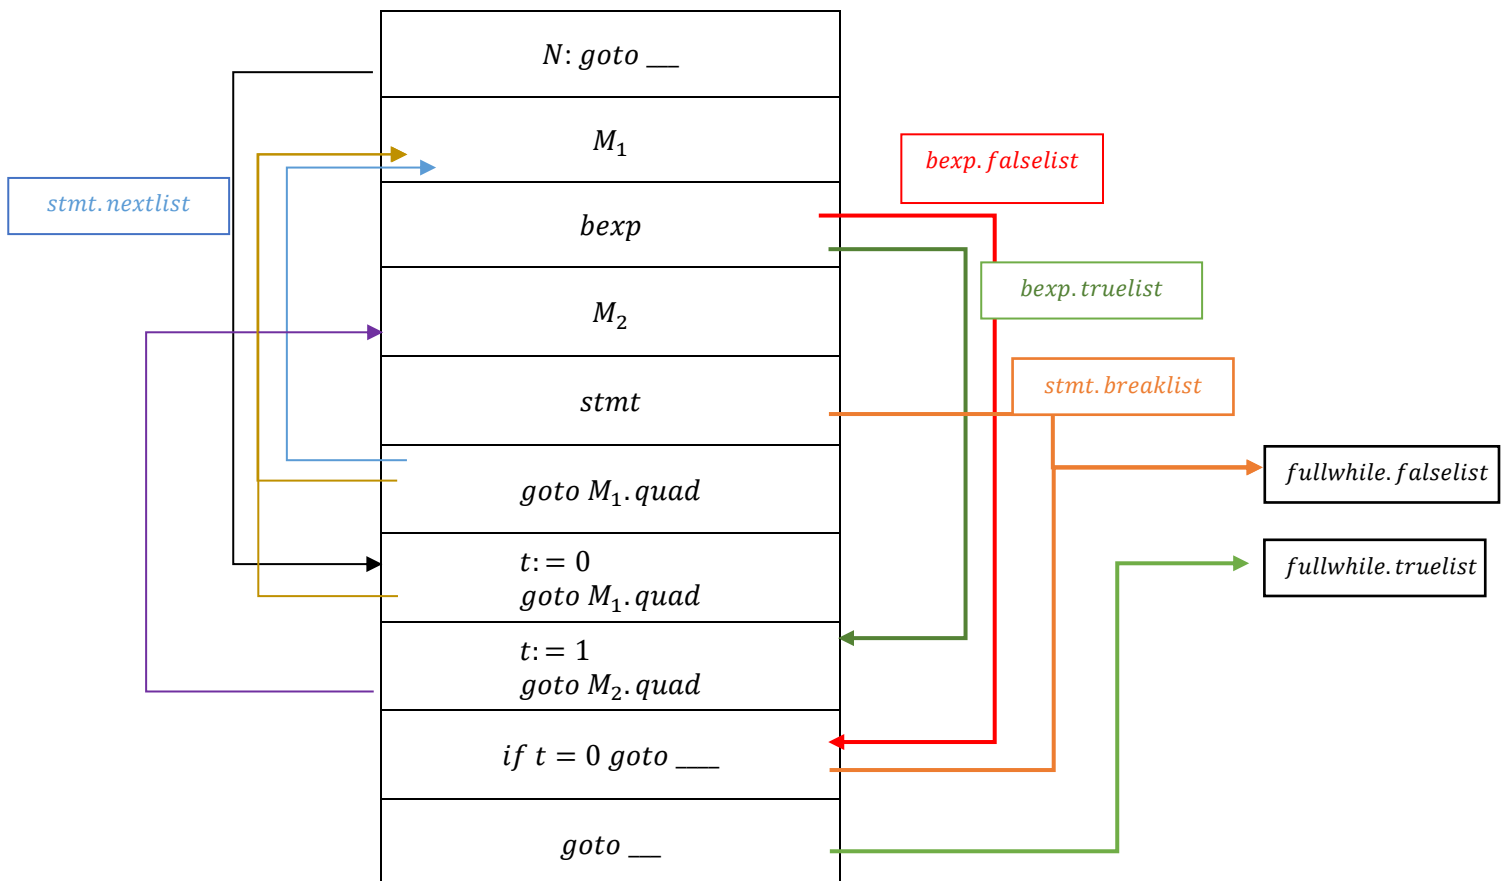 N: goto __
M₁
bexp.falselist
stmt.nextlist
bexp
bexp.truelist
M₂
stmt.breaklist
stmt
fullwhile.falselist
goto M₁.quad
t:= 0
goto M₁.quad
fullwhile.truelist
t:= 1
goto M₂.quad
if t = 0 goto ___
goto __